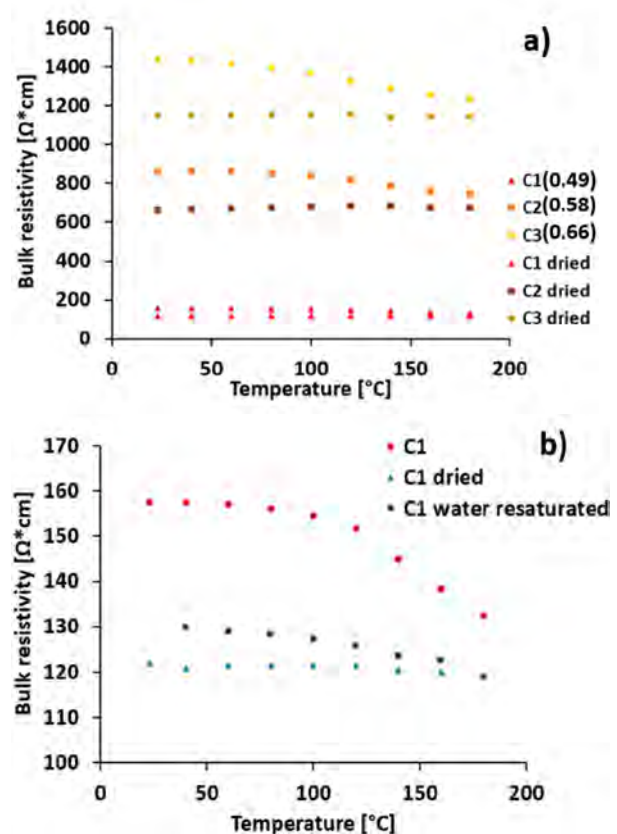 a)
1600
1400
1200
1000
800
600
400
200
0
Bulk resistivity [Ω*cm]
0 50 100 150 200
Temperature [°C]
C1(0.49)
C2(0.58)
C3(0.66)
C1 dried
C2 dried
C3 dried
b)
170
160
150
140
130
120
110
100
Bulk resistivity [Ω*cm]
0 50 100 150 200
Temperature [°C]
C1
C1 dried
C1 water resaturated